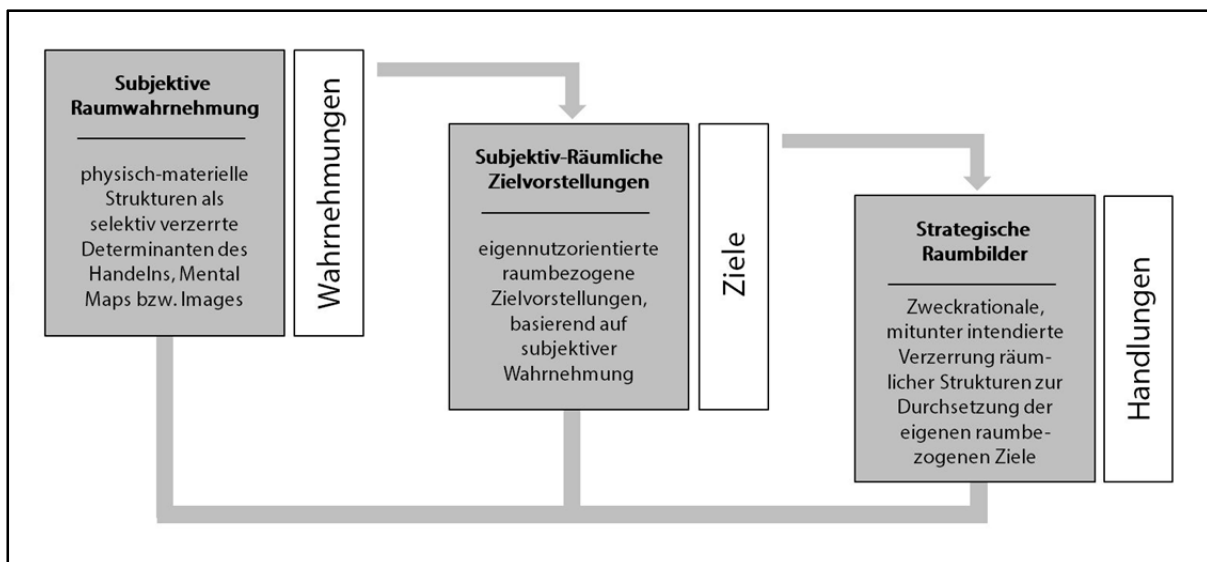 Subjektive
Raumwahrnehmung
physisch-materielle
Strukturen als
selektiv verzerrte
Determinanten des
Handelns, Mental
Maps bzw. Images
Wahrnehmungen
Subjektiv-Räumliche
Zielvorstellungen
eigennutzorientierte
raumbezogene
Zielvorstellungen,
basierend auf
subjektiver
Wahrnehmung
Ziele
Strategische
Raumbilder
Zweckrationale,
mitunter intendierte
Verzerrung räum-
licher Strukturen zur
Durchsetzung der
eigenen raumbe-
zogenen Ziele
Handlungen